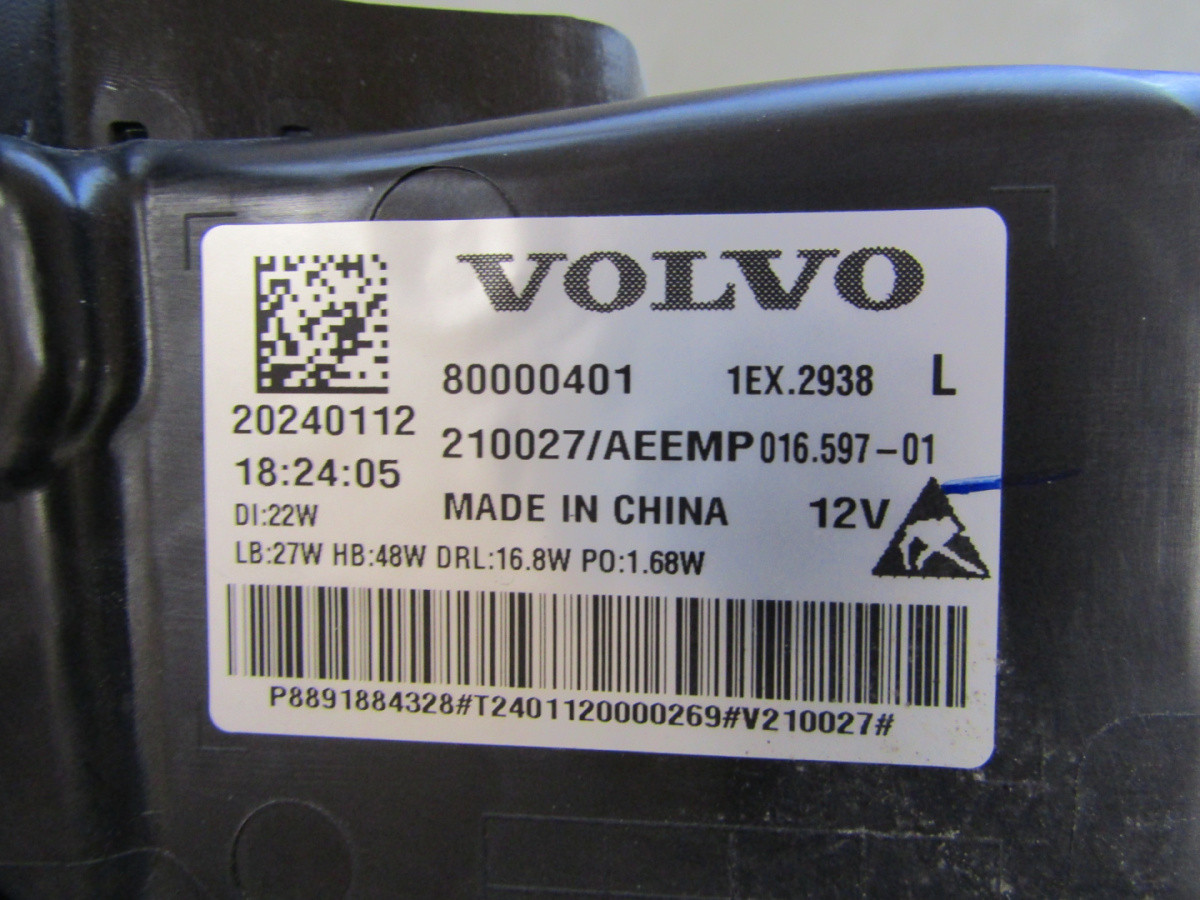 VOLVO
80000401 1EX.2938 L
20240112
210027/AEEMP 016.597-01
18:24:05
MADE IN CHINA 12V
DI:22W
LB:27W HB:48W DRL:16.8W PO:1.68W
P8891884328#T2401120000269#V210027#